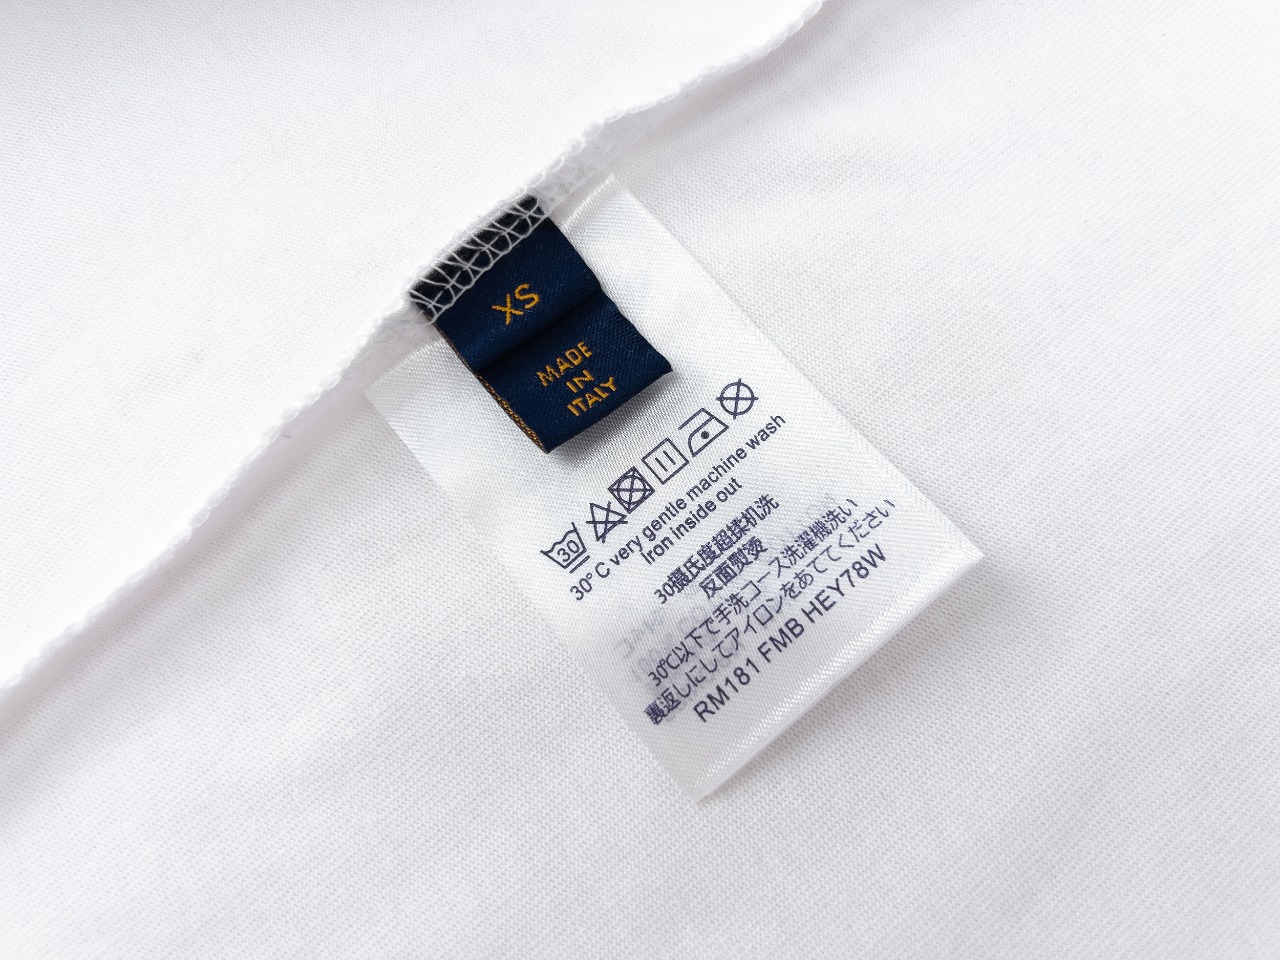 XS
MADE
IN
ITALY
30
30°C very gentle machine wash
Iron inside out
30摄氏度超揉机洗
反面熨烫
30℃以下で手洗コース洗濯機洗い
裏返しにしてアイロンをあててください
RM181 FMB HEY78W